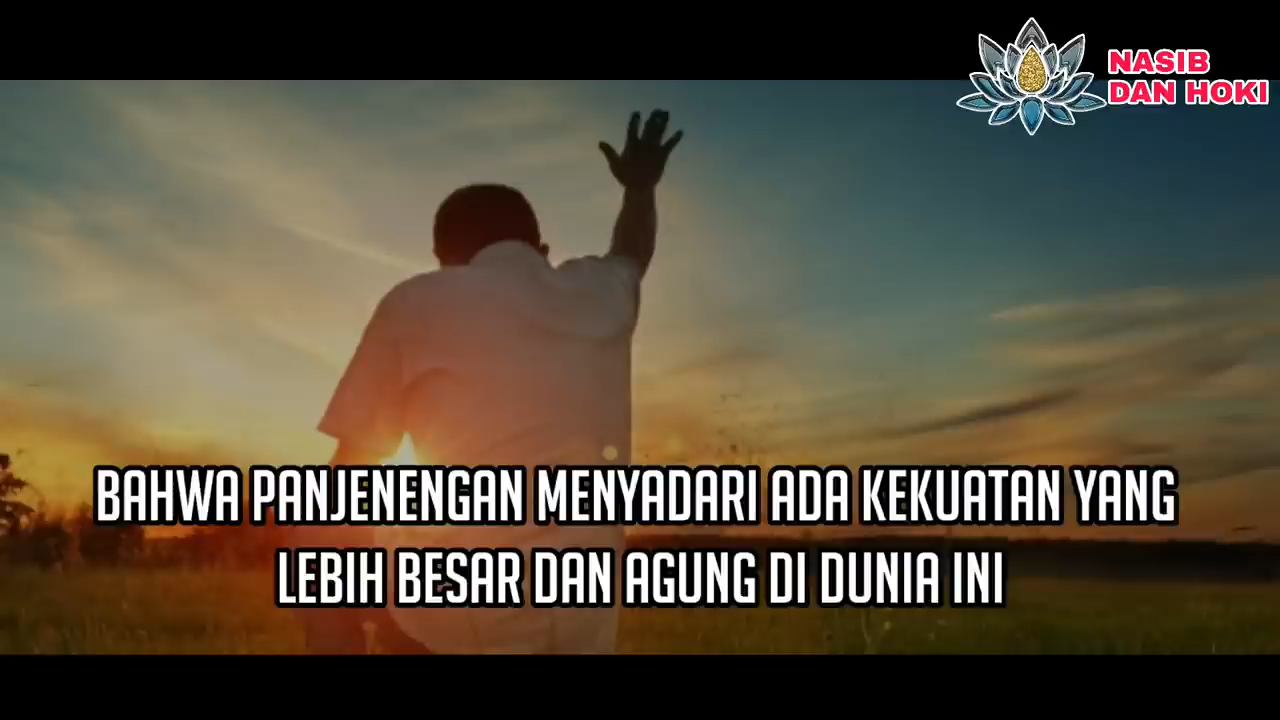 NASIB
DAN HOKI
BAHWA PANJENENGAN MENYADARI ADA KEKUATAN YANG
LEBIH BESAR DAN AGUNG DI DUNIA INI